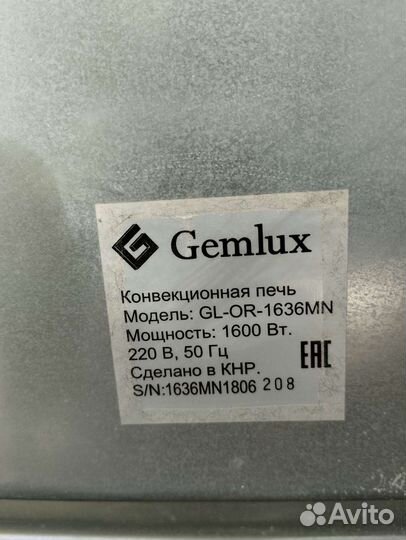 Gemlux
Конвекционная печь
Модель: GL-OR-1636MN
Мощность: 1600 Вт.
220 В, 50 Гц
Сделано в КНР.
S/N:1636MN1806 208
EAC
Avito